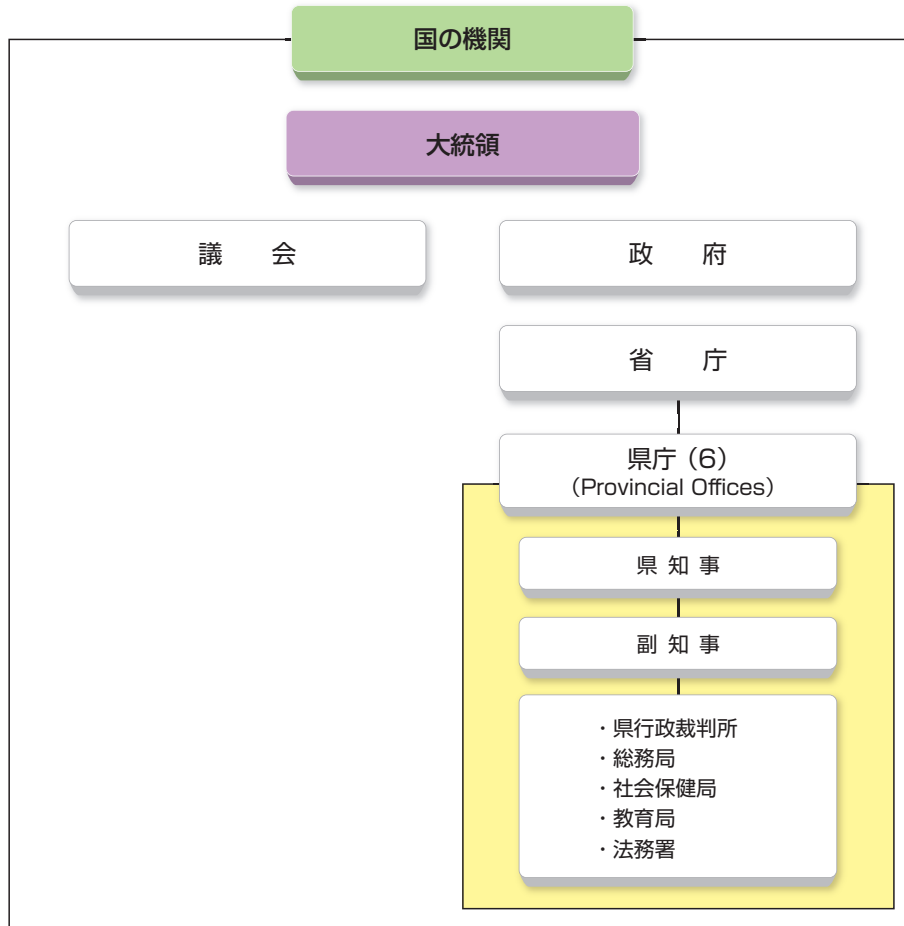 国の機関
大統領
議　会
政　府
省　庁
県庁（6）
（Provincial Offices）
県 知 事
副 知 事
・県行政裁判所
・総務局
・社会保健局
・教育局
・法務署